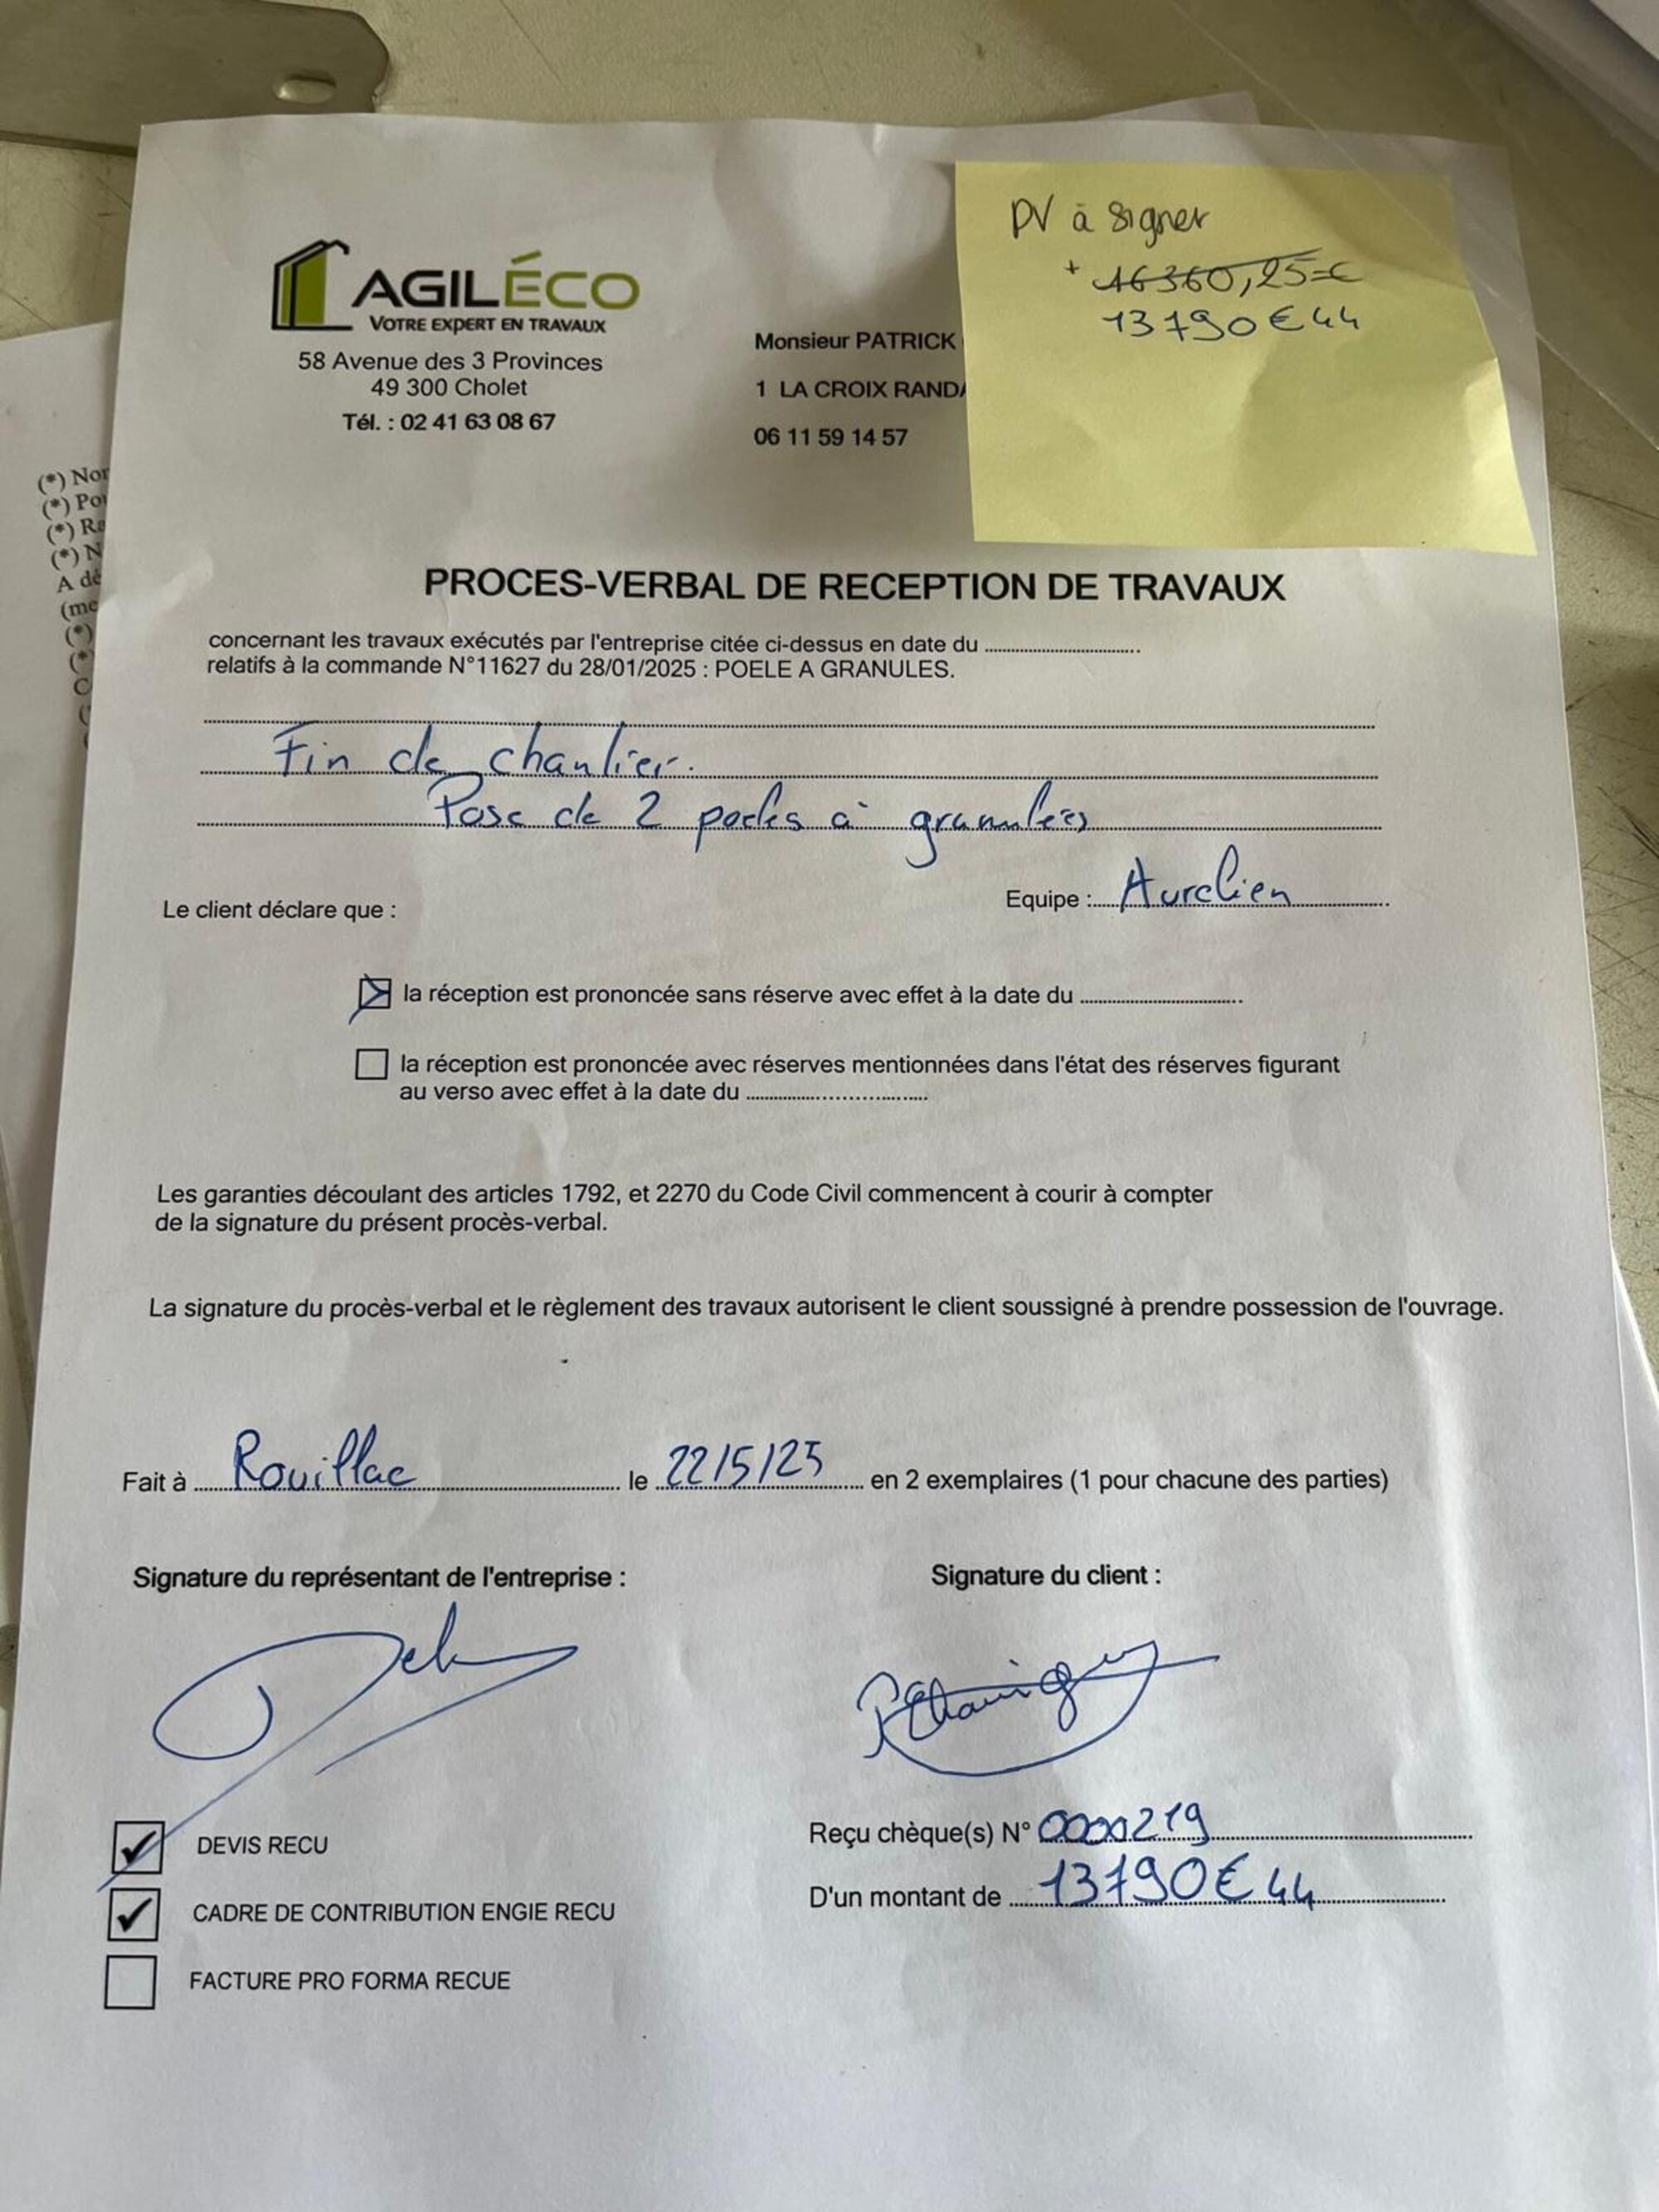 AGILÉCO
VOTRE EXPERT EN TRAVAUX
58 Avenue des 3 Provinces
49 300 Cholet
Tél. : 02 41 63 08 67
Monsieur PATRICK
1 LA CROIX RANDA
06 11 59 14 57
PV à signer
+ 16360,25€
13790€44
(*) Nor
(*) Po
(*) Ra
(*) N
A dé
(me
(*)
(*)
C
PROCES-VERBAL DE RECEPTION DE TRAVAUX
concernant les travaux exécutés par l'entreprise citée ci-dessus en date du
relatifs à la commande N°11627 du 28/01/2025 : POELE A GRANULES.
Fin de chantier.
Pose de 2 poeles à granulées
Le client déclare que :
Equipe : Aurelien
la réception est prononcée sans réserve avec effet à la date du
la réception est prononcée avec réserves mentionnées dans l'état des réserves figurant
au verso avec effet à la date du
Les garanties découlant des articles 1792, et 2270 du Code Civil commencent à courir à compter
de la signature du présent procès-verbal.
La signature du procès-verbal et le règlement des travaux autorisent le client soussigné à prendre possession de l'ouvrage.
Fait à Rouillac le 22/5/25 en 2 exemplaires (1 pour chacune des parties)
Signature du représentant de l'entreprise :
Signature du client :
DEVIS RECU
CADRE DE CONTRIBUTION ENGIE RECU
FACTURE PRO FORMA RECUE
Reçu chèque(s) N° 0000219
D'un montant de 13790€44